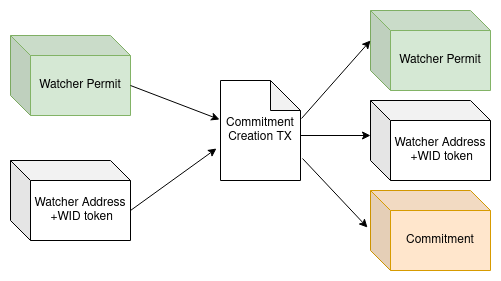 Watcher Permit
Watcher Address
+WID token
Commitment
Creation TX
Watcher Permit
Watcher Address
+WID token
Commitment